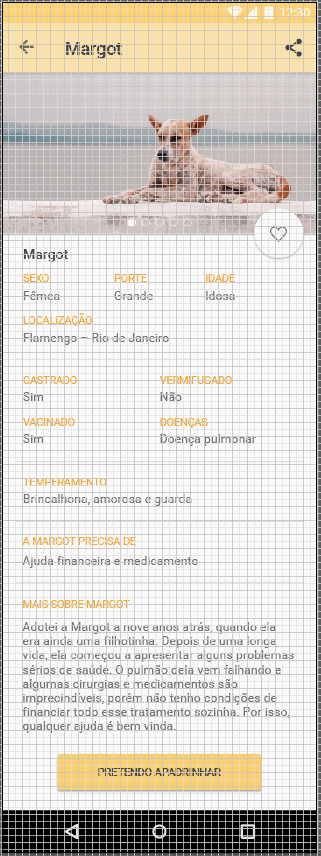 12:30
Margot
Margot
SEXO PORTE IDADE
Fêmea Grande Idosa
LOCALIZAÇÃO
Flamengo – Rio de Janeiro
CASTRADO VERMIFUGADO
Sim Não
VACINADO DOENÇAS
Sim Doença pulmonar
TEMPERAMENTO
Brincalhona, amorosa e guarda
A MARGOT PRECISA DE
Ajuda financeira e medicamento
MAIS SOBRE MARGOT
Adotei a Margot a nove anos atrás, quando ela
era ainda uma filhotinha. Depois de uma longa
vida, ela começou a apresentar alguns problemas
sérios de saúde. O pulmão dela vem falhando e
algumas cirurgias e medicamentos são
imprecindíveis, porém não tenho condições de
financiar todo esse tratamento sozinha. Por isso,
qualquer ajuda é bem vinda.
PRETENDO APADRINHAR